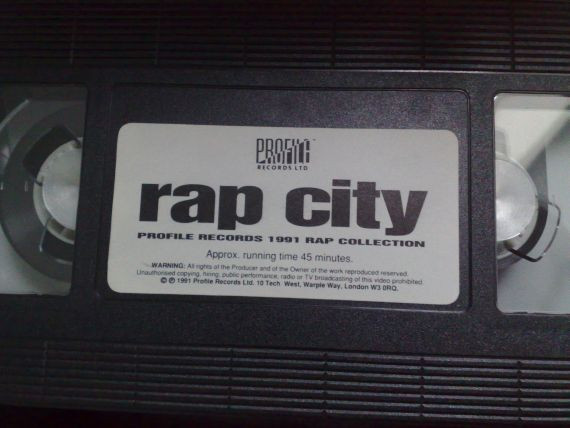 PROFILE™
RECORDS LTD
rap city
PROFILE RECORDS 1991 RAP COLLECTION
Approx. running time 45 minutes.
WARNING: All rights of the Producer and of the Owner of the work reproduced reserved.
Unauthorised copying, hiring, public performance, radio or TV broadcasting of this video prohibited.
© ℗ 1991 Profile Records Ltd. 10 Tech West, Warple Way, London W3 0RQ.